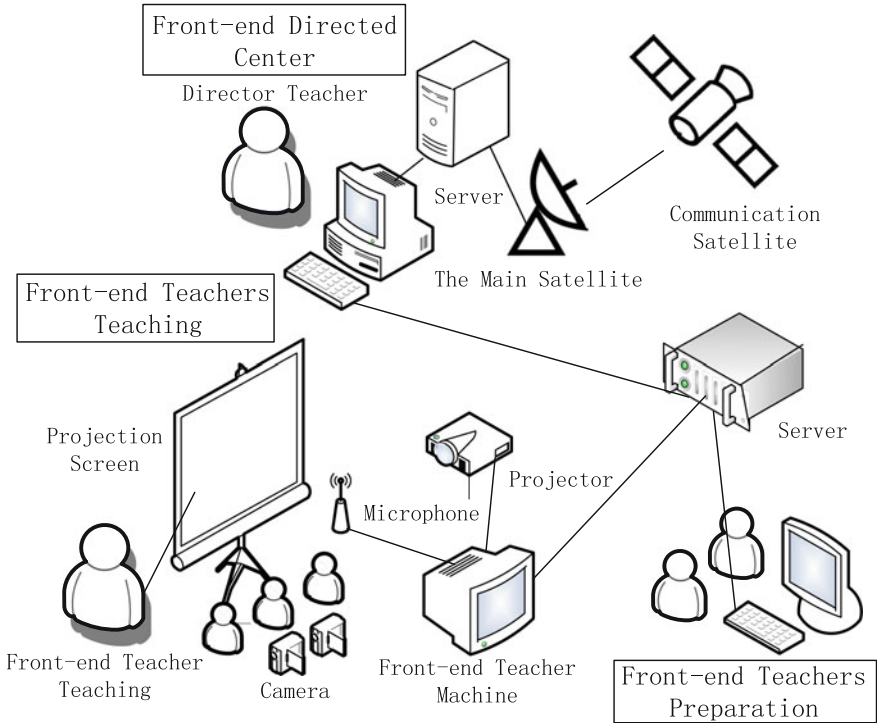 Front-end Directed
Center
Director Teacher
Server
Communication
Satellite
The Main Satellite
Front-end Teachers
Teaching
Projection
Screen
Server
Projector
Microphone
Front-end Teacher
Teaching
Camera
Front-end Teacher
Machine
Front-end Teachers
Preparation